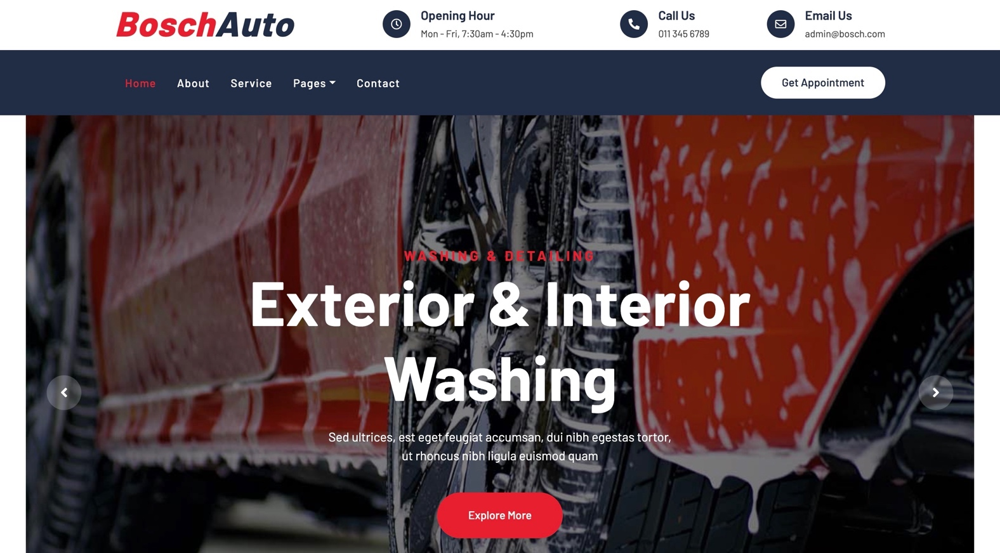 BoschAuto
Opening Hour
Mon - Fri, 7:30am - 4:30pm
Call Us
011 345 6789
Email Us
admin@bosch.com
Home About Service Pages Contact
Get Appointment
WASHING & DETAILING
Exterior & Interior
Washing
Sed ultrices, est eget feugiat accumsan, dui nibh egestas tortor,
ut rhoncus nibh ligula euismod quam
Explore More